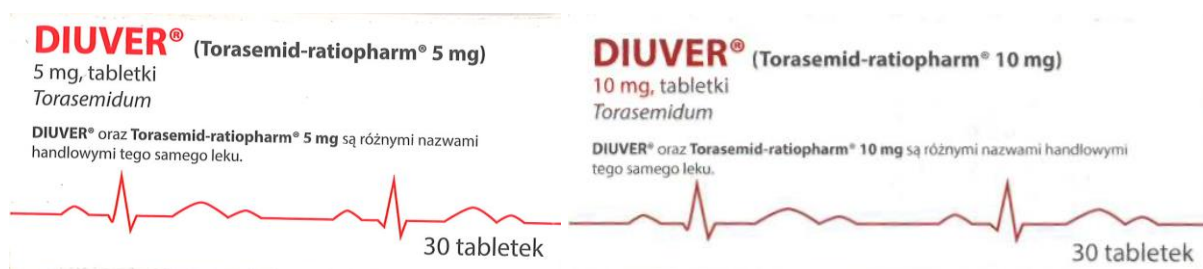 DIUVER® (Torasemid-ratiopharm® 5 mg)
5 mg, tabletki
Torasemidum
DIUVER® oraz Torasemid-ratiopharm® 5 mg są różnymi nazwami
handlowymi tego samego leku.
30 tabletek
DIUVER® (Torasemid-ratiopharm® 10 mg)
10 mg, tabletki
Torasemidum
DIUVER® oraz Torasemid-ratiopharm® 10 mg są różnymi nazwami handlowymi
tego samego leku.
30 tabletek